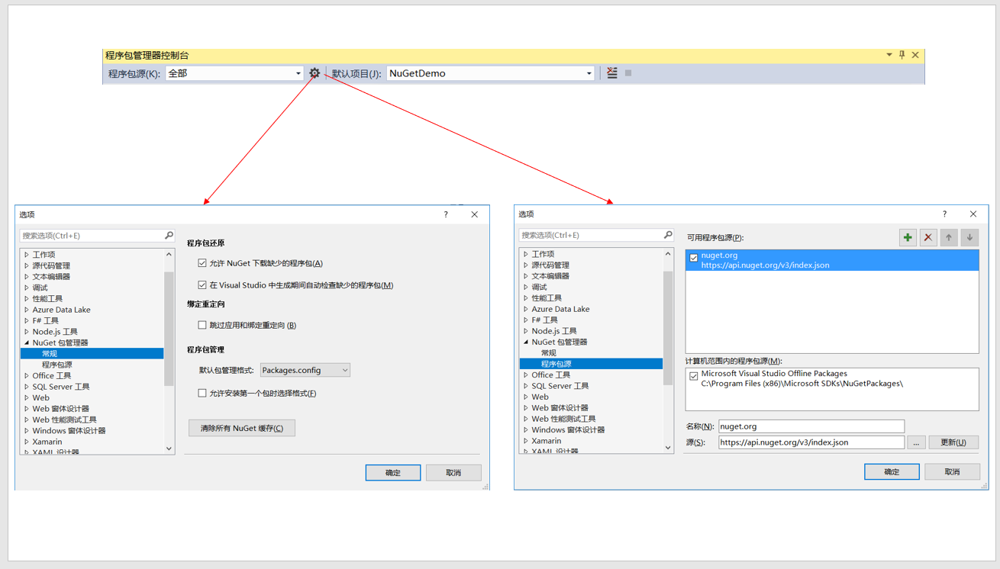 程序包管理器控制台
程序包源(K): 全部 默认项目(J): NuGetDemo
选项 ?
搜索选项(Ctrl+E)
工作项
源代码管理
文本编辑器
调试
性能工具
Azure Data Lake
F# 工具
Node.js 工具
NuGet 包管理器
常规
程序包源
Office 工具
SQL Server 工具
Web
Web 窗体设计器
Web 性能测试工具
Windows 窗体设计器
Xamarin
XAML 设计器
程序包还原
允许 NuGet 下载缺少的程序包(A)
在 Visual Studio 中生成期间自动检查缺少的程序包(M)
绑定重定向
跳过应用和绑定重定向 (B)
程序包管理
默认包管理格式: Packages.config
允许安装第一个包时选择格式(F)
清除所有 NuGet 缓存(C)
确定 取消
选项 ?
搜索选项(Ctrl+E)
工作项
源代码管理
文本编辑器
调试
性能工具
Azure Data Lake
F# 工具
Node.js 工具
NuGet 包管理器
常规
程序包源
Office 工具
SQL Server 工具
Web
Web 窗体设计器
Web 性能测试工具
Windows 窗体设计器
Xamarin
XAML 设计器
可用程序包源(P):
nuget.org
https://api.nuget.org/v3/index.json
计算机范围内的程序包源(M):
Microsoft Visual Studio Offline Packages
C:\Program Files (x86)\Microsoft SDKs\NuGetPackages\
名称(N): nuget.org
源(S): https://api.nuget.org/v3/index.json ... 更新(U)
确定 取消